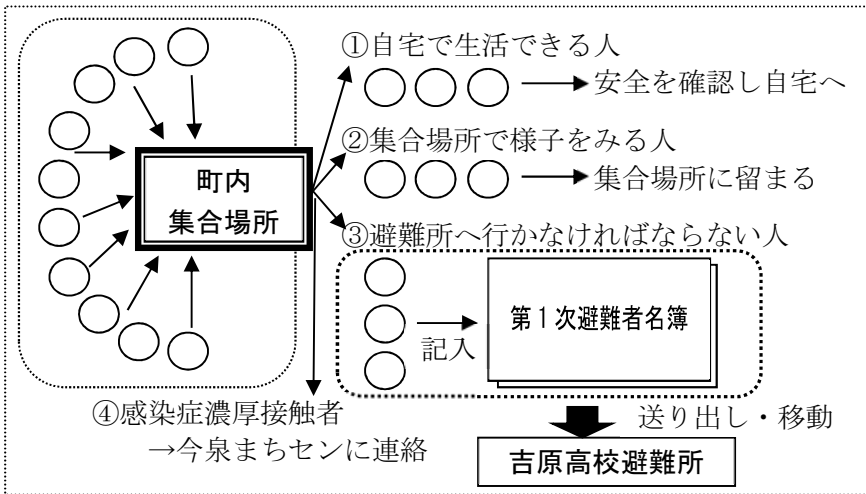 ①自宅で生活できる人
安全を確認し自宅へ
②集合場所で様子をみる人
集合場所に留まる
町内
集合場所
③避難所へ行かなければならない人
記入
第1次避難者名簿
④感染症濃厚接触者
→今泉まちセンに連絡
送り出し・移動
吉原高校避難所